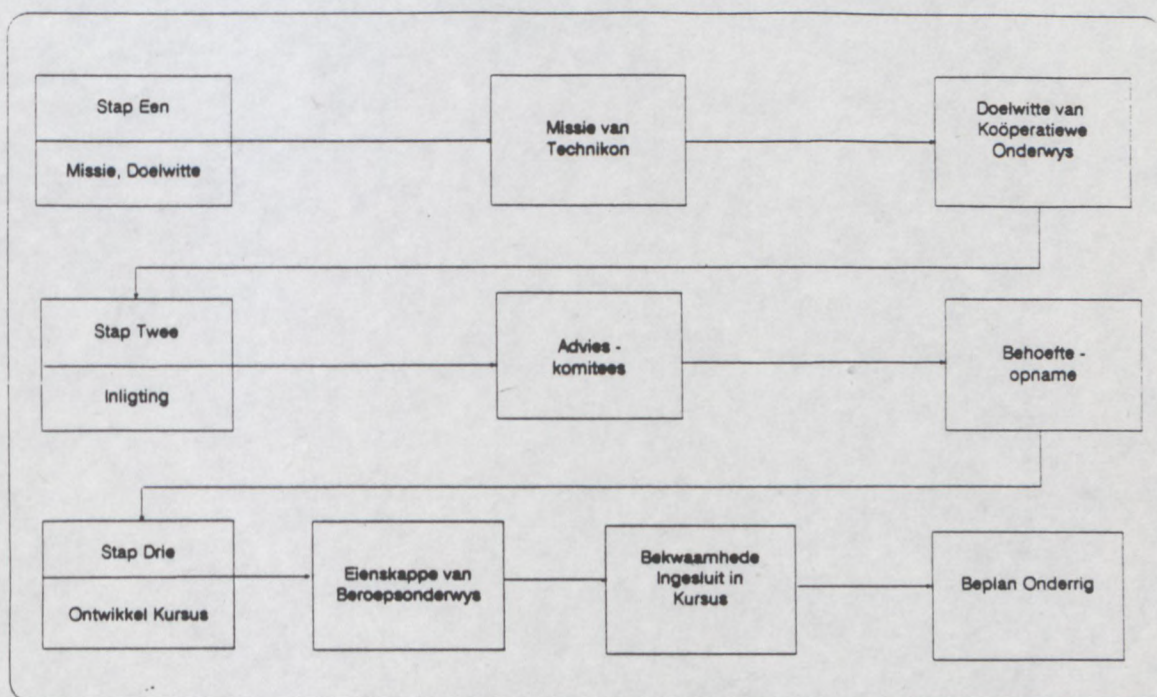 Stap Een
Missie, Doelwitte
Missie van
Technikon
Doelwitte van
Koöperatiewe
Onderwys
Stap Twee
Inligting
Advies -
komitees
Behoefte -
opname
Stap Drie
Ontwikkel Kursus
Eienskappe van
Beroepsonderwys
Bekwaamhede
Ingesluit in
Kursus
Beplan Onderrig